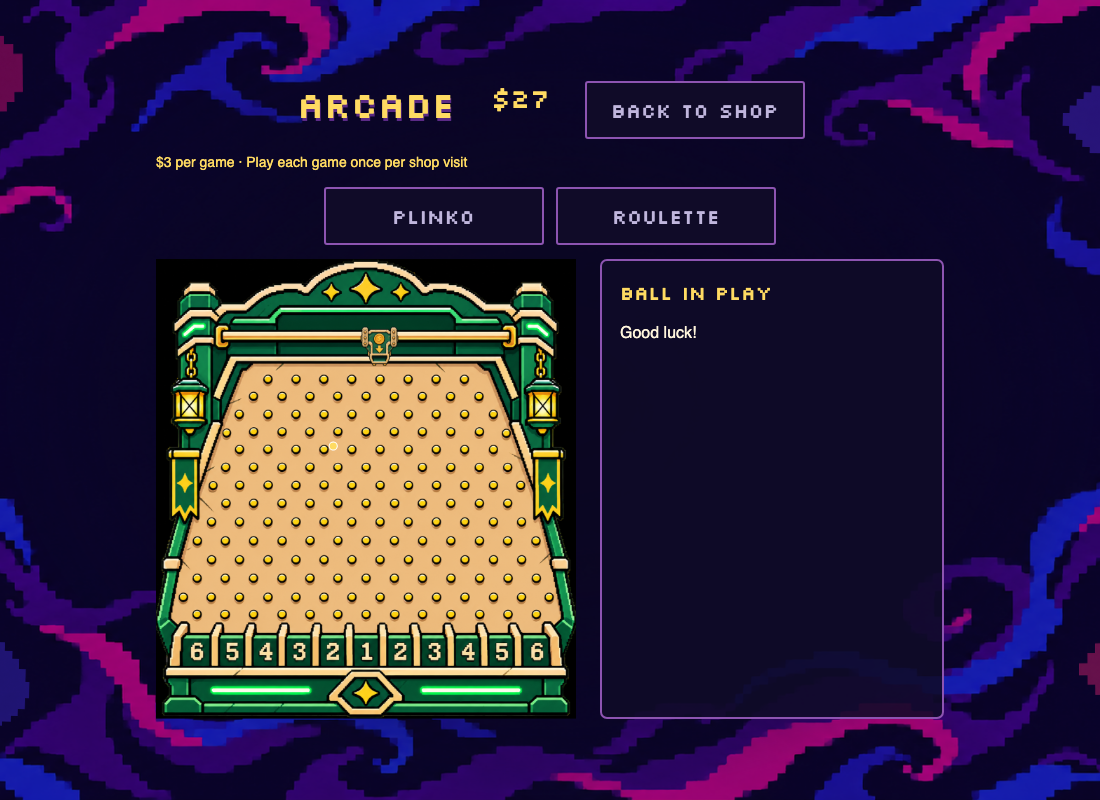 ARCADE $27 BACK TO SHOP
$3 per game · Play each game once per shop visit
PLINKO ROULETTE
BALL IN PLAY
Good luck!
6 5 4 3 2 1 2 3 4 5 6